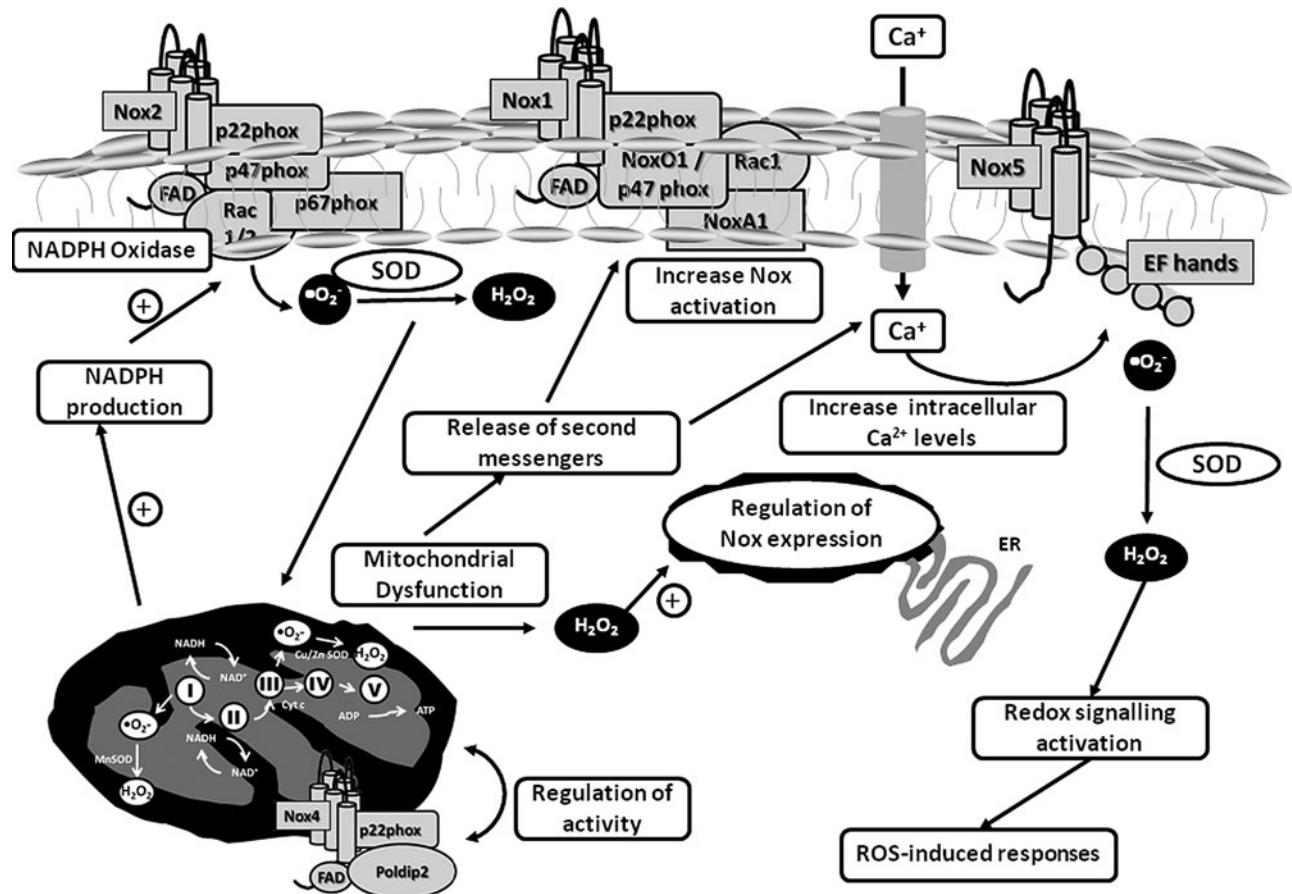 Nox2
p22phox
p47phox
FAD
Rac
1/2
p67phox
NADPH Oxidase
Nox1
p22phox
NoxO1 /
p47 phox
Rac1
FAD
NoxA1
Ca⁺
Nox5
EF hands
SOD
•O₂⁻
H₂O₂
Increase Nox
activation
Ca⁺
•O₂⁻
+
NADPH
production
Release of second
messengers
Increase intracellular
Ca²⁺ levels
SOD
+
Regulation of
Nox expression
ER
Mitochondrial
Dysfunction
H₂O₂
+
H₂O₂
NADH
NAD⁺
•O₂⁻
Cu/Zn SOD
H₂O₂
I
II
III
IV
V
Cyt c
ADP
ATP
•O₂⁻
MnSOD
H₂O₂
NADH
NAD⁺
Nox4
p22phox
FAD
Poldip2
Regulation of
activity
Redox signalling
activation
ROS-induced responses